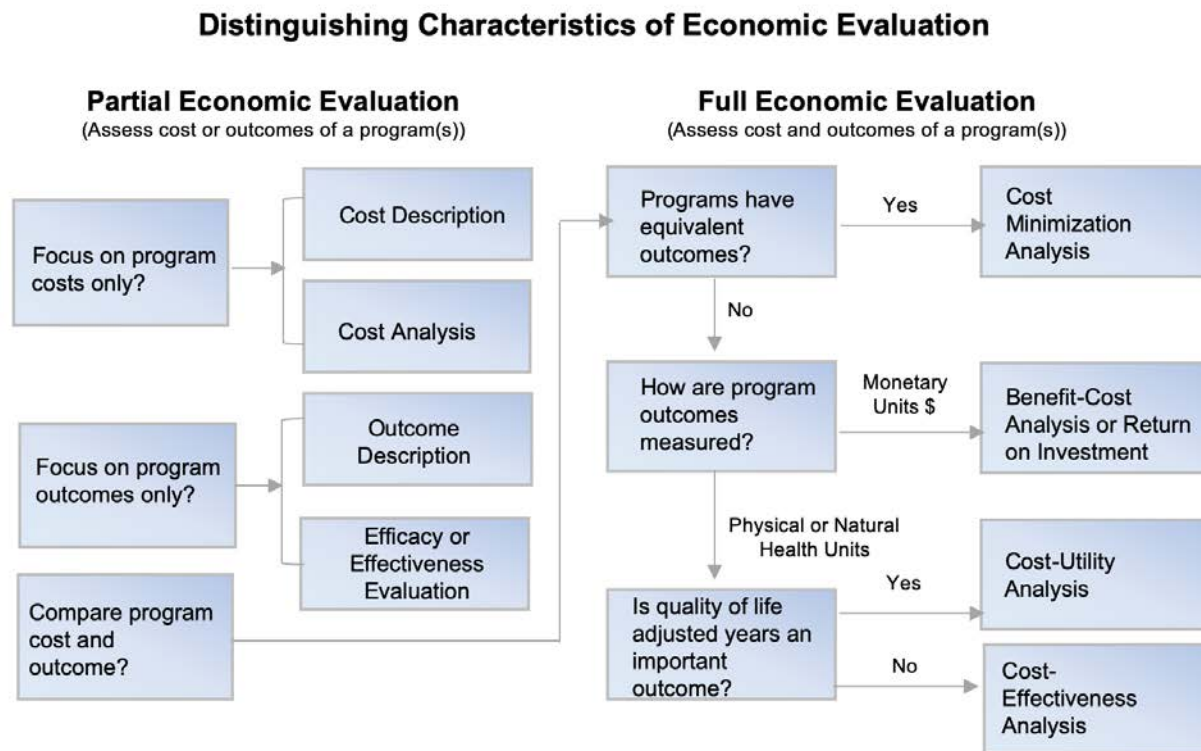 Distinguishing Characteristics of Economic Evaluation
Partial Economic Evaluation
(Assess cost or outcomes of a program(s))
Focus on program
costs only?
Cost Description
Cost Analysis
Focus on program
outcomes only?
Outcome
Description
Efficacy or
Effectiveness
Evaluation
Compare program
cost and
outcome?
Full Economic Evaluation
(Assess cost and outcomes of a program(s))
Programs have
equivalent
outcomes?
Yes
Cost
Minimization
Analysis
No
How are program
outcomes
measured?
Monetary
Units $
Benefit-Cost
Analysis or Return
on Investment
Physical or Natural
Health Units
Is quality of life
adjusted years an
important
outcome?
Yes
Cost-Utility
Analysis
No
Cost-
Effectiveness
Analysis